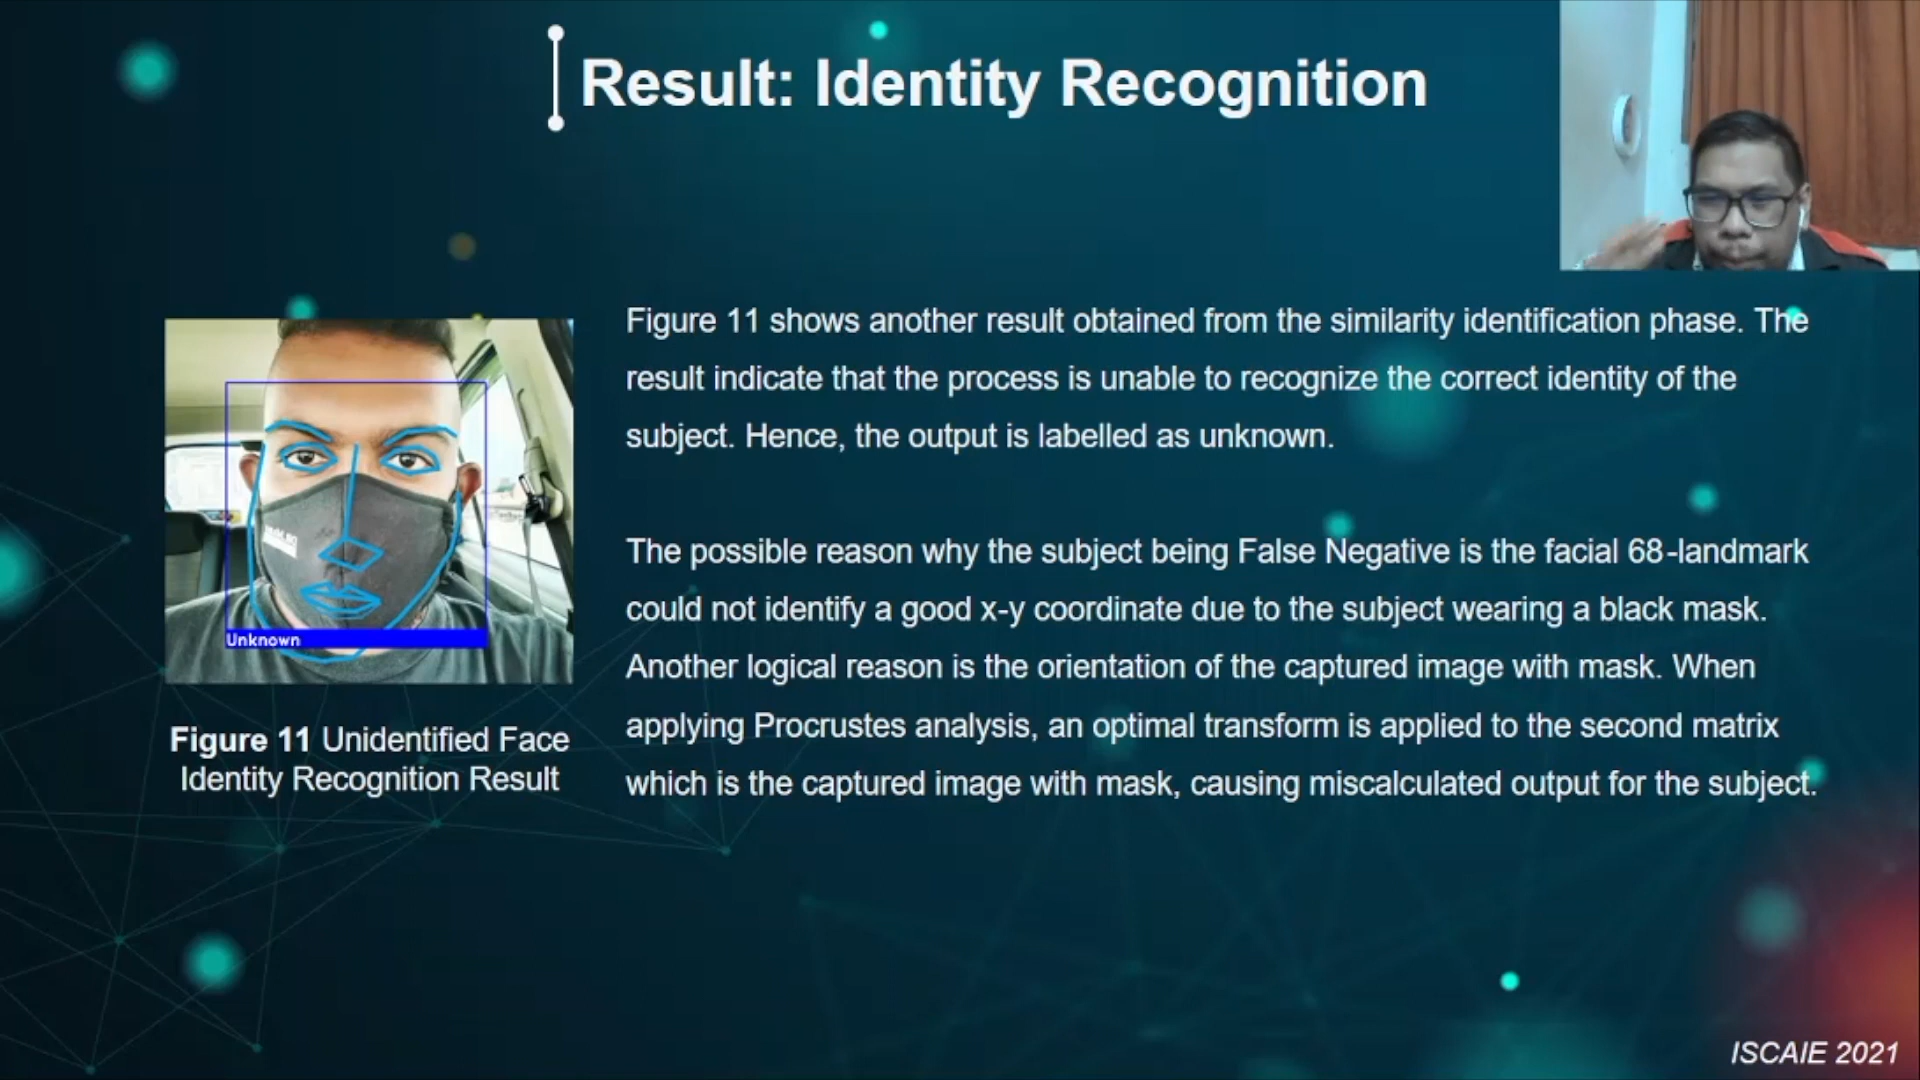 Result: Identity Recognition
Figure 11 shows another result obtained from the similarity identification phase. The
result indicate that the process is unable to recognize the correct identity of the
subject. Hence, the output is labelled as unknown.
The possible reason why the subject being False Negative is the facial 68-landmark
could not identify a good x-y coordinate due to the subject wearing a black mask.
Another logical reason is the orientation of the captured image with mask. When
applying Procrustes analysis, an optimal transform is applied to the second matrix
which is the captured image with mask, causing miscalculated output for the subject.
Unknown
Figure 11 Unidentified Face
Identity Recognition Result
ISCAIE 2021